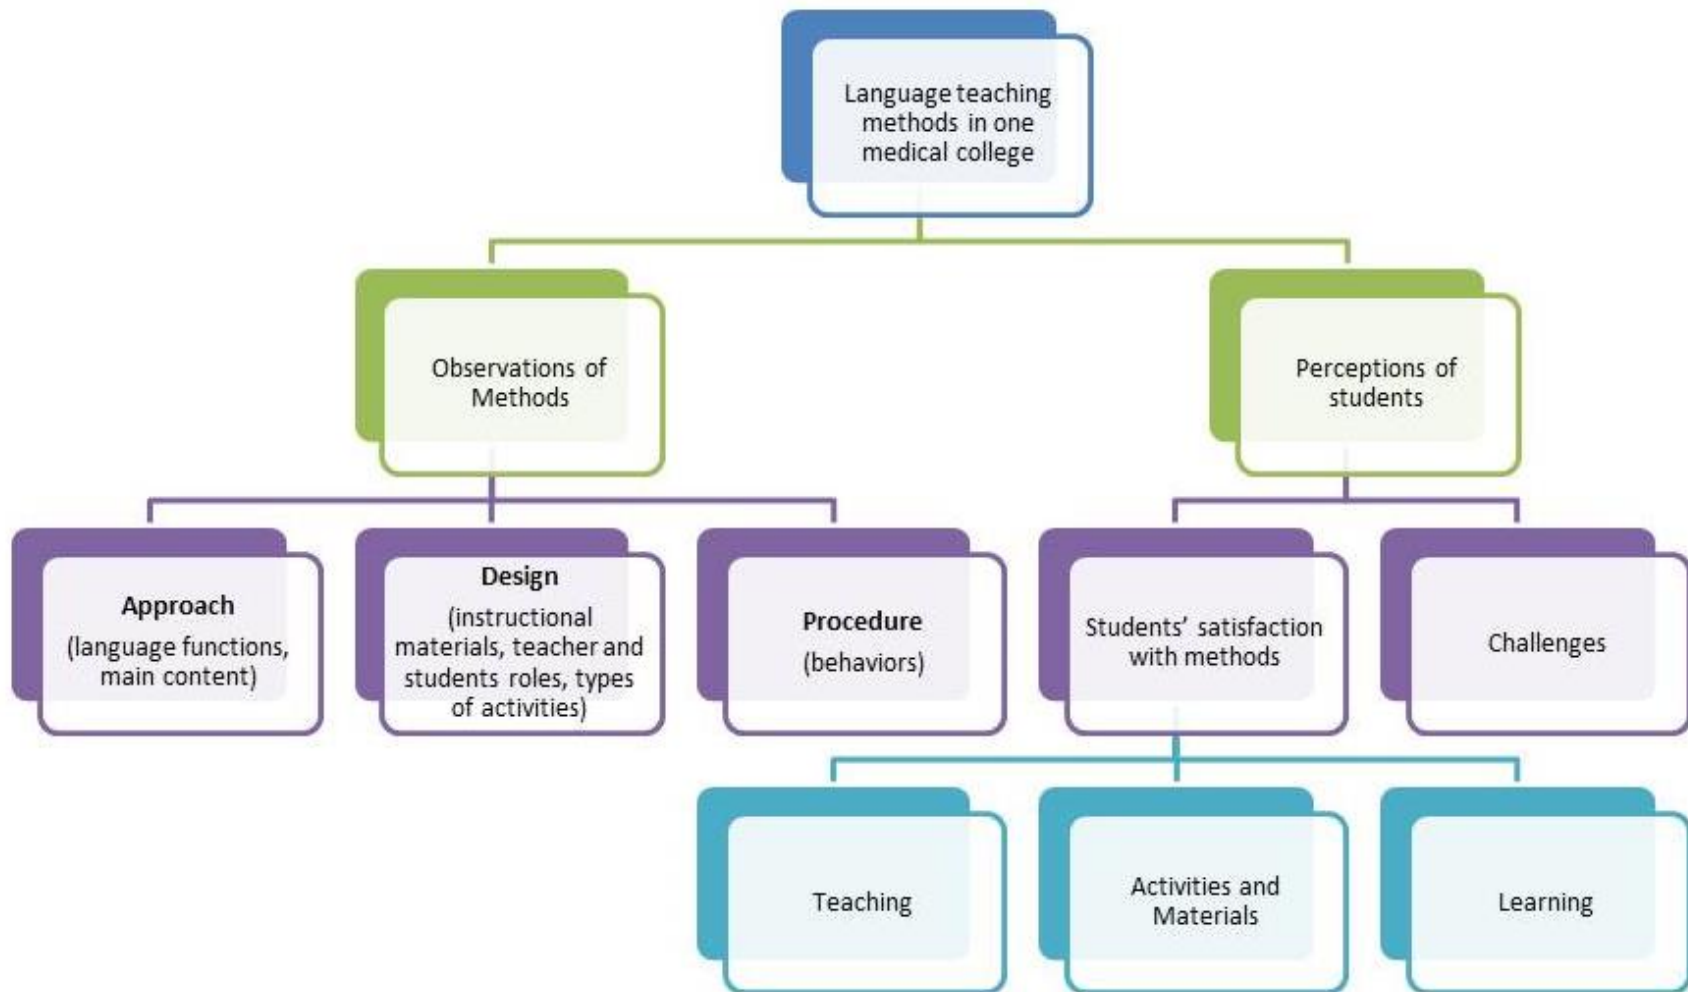 Language teaching
methods in one
medical college
Observations of
Methods
Perceptions of
students
Approach
(language functions,
main content)
Design
(instructional
materials, teacher and
students roles, types
of activities)
Procedure
(behaviors)
Students’ satisfaction
with methods
Challenges
Teaching
Activities and
Materials
Learning